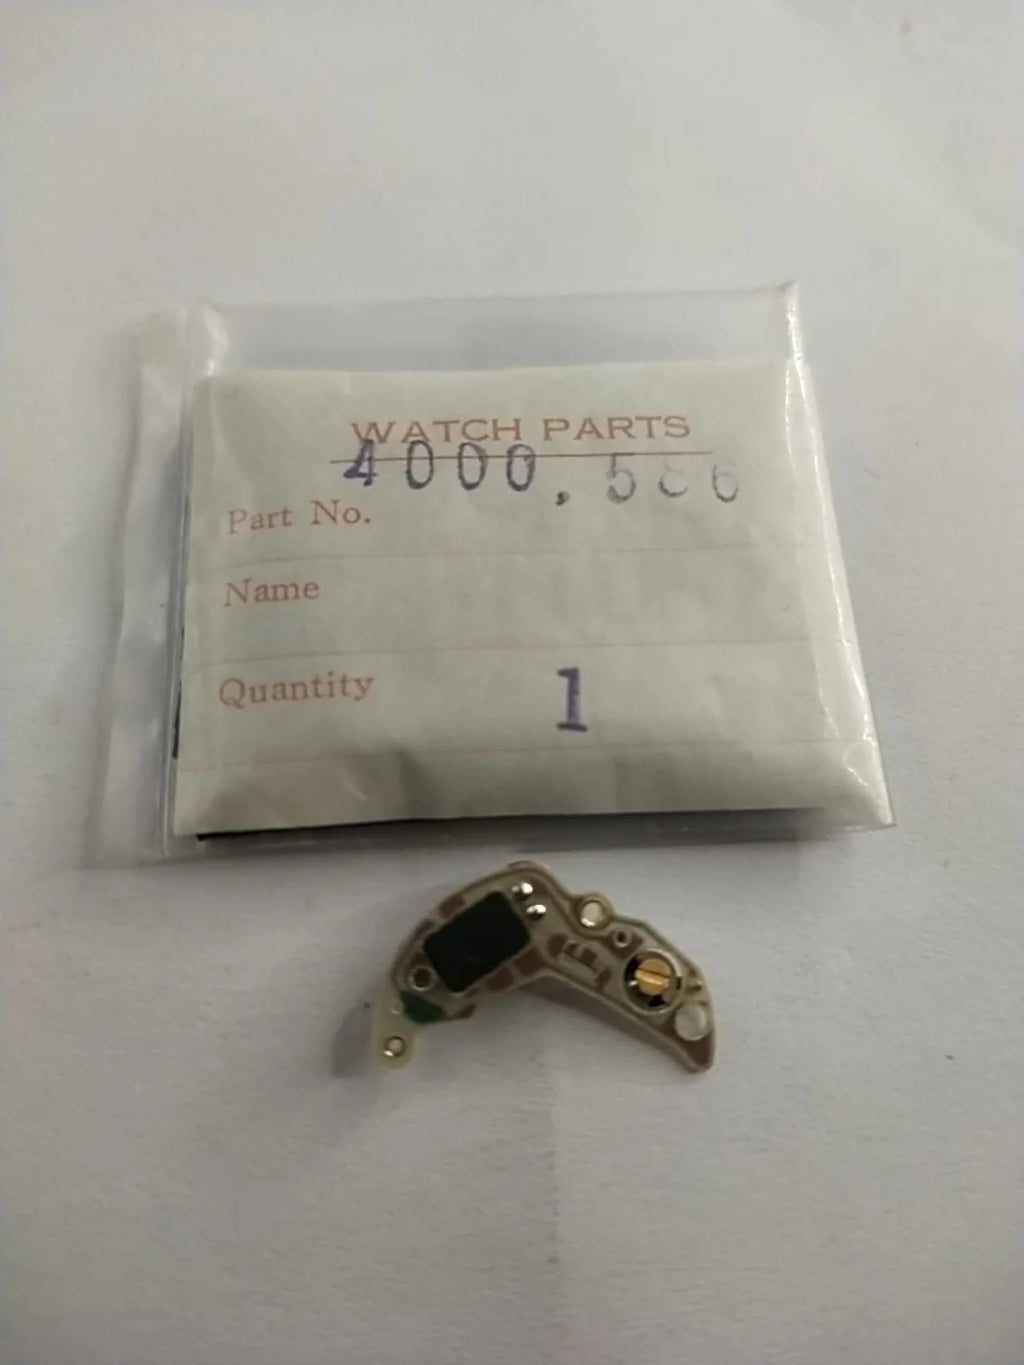 WATCH PARTS
4000.586
Part No.
Name
Quantity 1